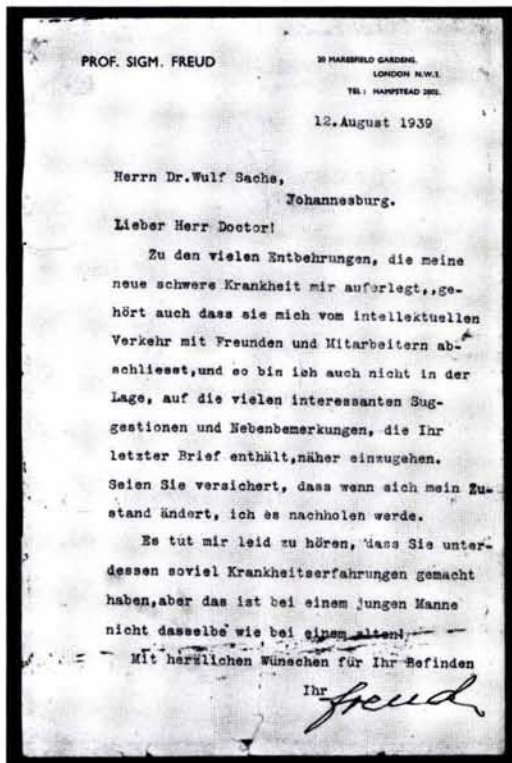 PROF. SIGM. FREUD
20 MARESFIELD GARDENS,
LONDON N.W.3.
TEL: HAMPSTEAD 2002.
12.August 1939
Herrn Dr.Wulf Sachs,
Johannesburg.
Lieber Herr Doctor!
Zu den vielen Entbehrungen, die meine
neue schwere Krankheit mir auferlegt,,ge-
hört auch dass sie mich vom intellektuellen
Verkehr mit Freunden und Mitarbeitern ab-
schliesst,und so bin ich auch nicht in der
Lage, auf die vielen interessanten Sug-
gestionen und Nebenbemerkungen, die Ihr
letzter Brief enthält,näher einzugehen.
Seien Sie versichert, dass wenn sich mein Zu-
stand ändert, ich es nachholen werde.
Es tut mir leid zu hören, dass Sie unter-
dessen soviel Krankheitserfahrungen gemacht
haben,aber das ist bei einem jungen Manne
nicht dasselbe wie bei einem alten!
Mit herzlichen Wünschen für Ihr Befinden
Ihr
freud